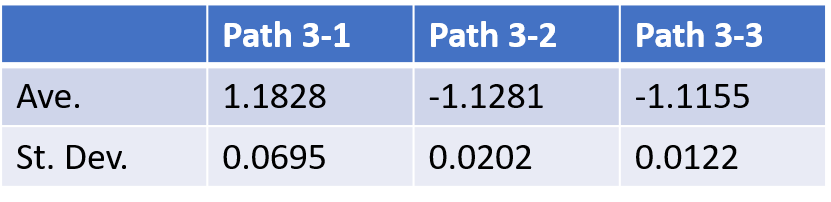 Path 3-1 Path 3-2 Path 3-3
Ave. 1.1828 -1.1281 -1.1155
St. Dev. 0.0695 0.0202 0.0122